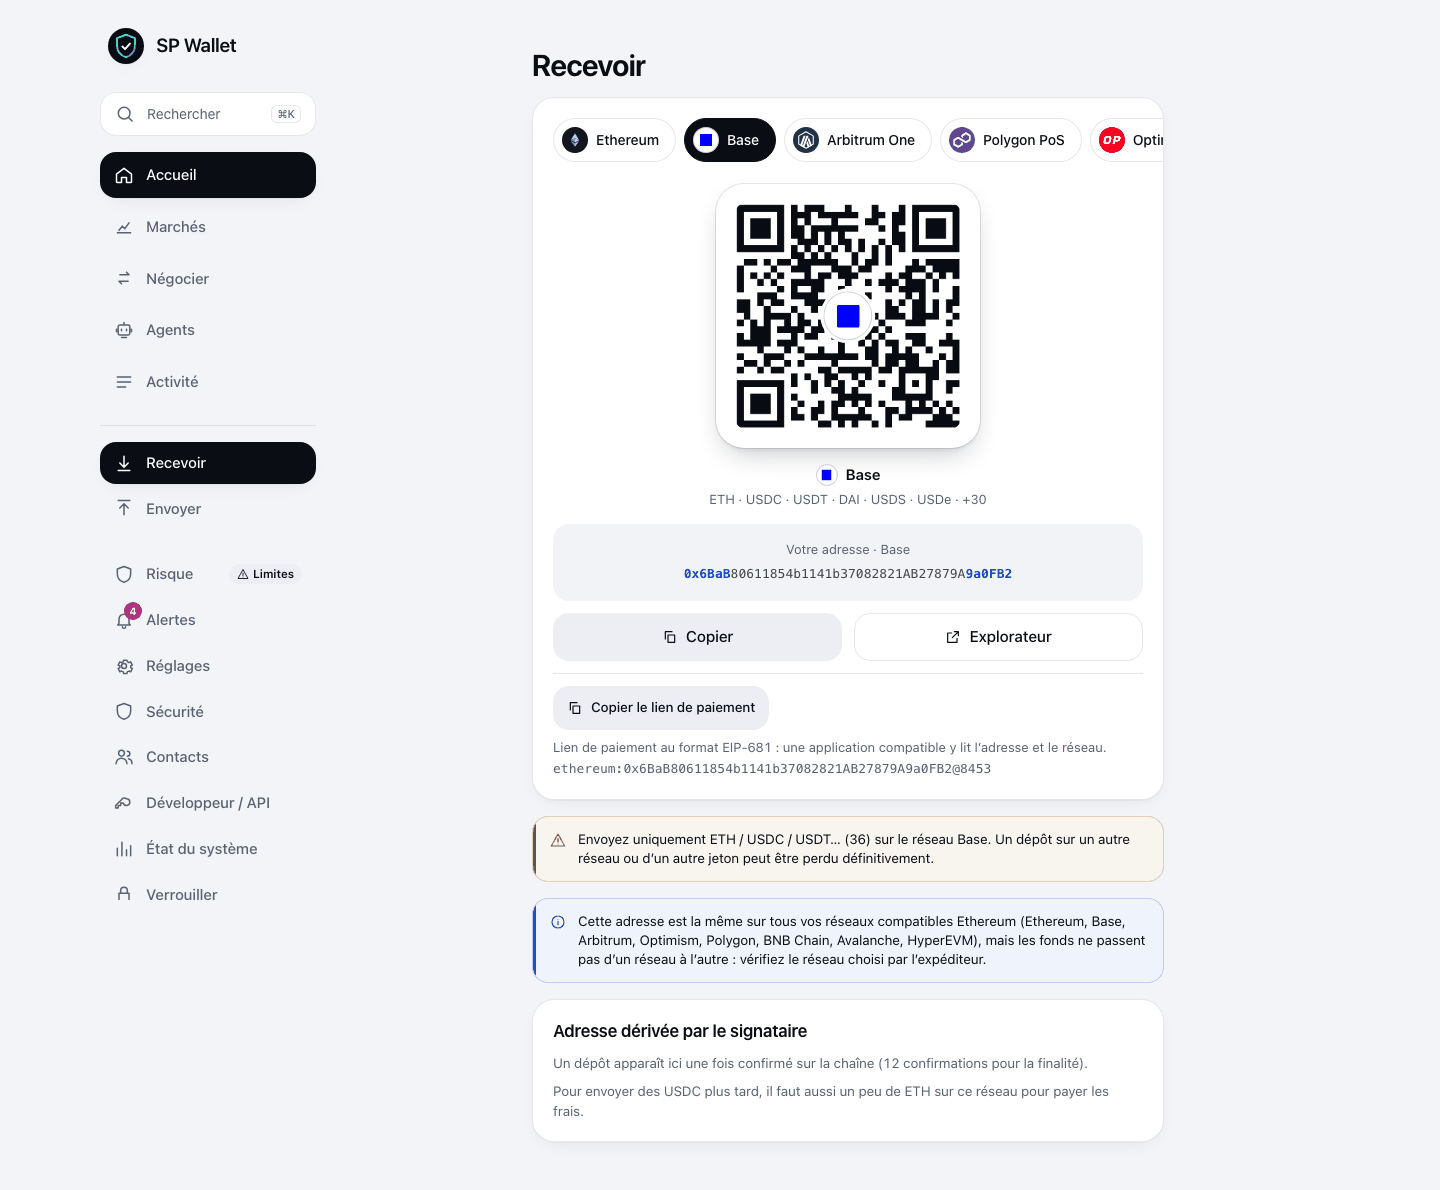 SP Wallet
Rechercher ⌘K
Accueil
Marchés
Négocier
Agents
Activité
Recevoir
Envoyer
Risque Limites
4
Alertes
Réglages
Sécurité
Contacts
Développeur / API
État du système
Verrouiller
Recevoir
Ethereum Base Arbitrum One Polygon PoS OP Optim
Base
ETH · USDC · USDT · DAI · USDS · USDe · +30
Votre adresse · Base
0x6BaB80611854b1141b37082821AB27879A9a0FB2
Copier Explorateur
Copier le lien de paiement
Lien de paiement au format EIP-681 : une application compatible y lit l’adresse et le réseau.
ethereum:0x6BaB80611854b1141b37082821AB27879A9a0FB2@8453
Envoyez uniquement ETH / USDC / USDT… (36) sur le réseau Base. Un dépôt sur un autre
réseau ou d’un autre jeton peut être perdu définitivement.
Cette adresse est la même sur tous vos réseaux compatibles Ethereum (Ethereum, Base,
Arbitrum, Optimism, Polygon, BNB Chain, Avalanche, HyperEVM), mais les fonds ne passent
pas d’un réseau à l’autre : vérifiez le réseau choisi par l’expéditeur.
Adresse dérivée par le signataire
Un dépôt apparaît ici une fois confirmé sur la chaîne (12 confirmations pour la finalité).
Pour envoyer des USDC plus tard, il faut aussi un peu de ETH sur ce réseau pour payer les
frais.